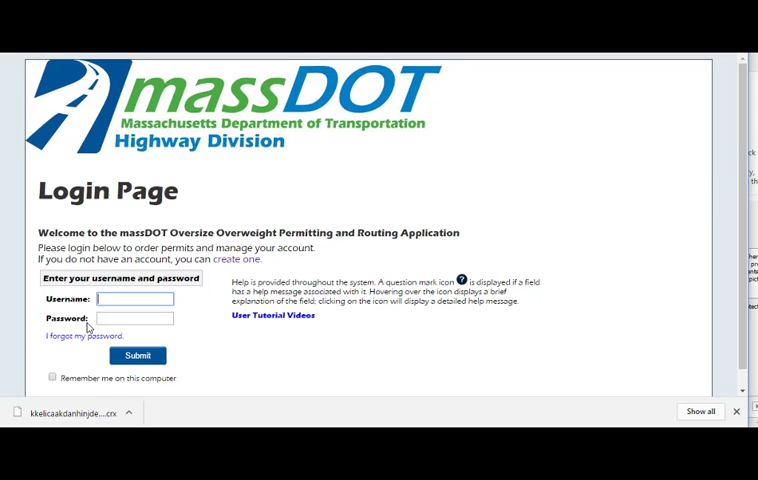 massDOT
Massachusetts Department of Transportation
Highway Division
Login Page
Welcome to the massDOT Oversize Overweight Permitting and Routing Application
Please login below to order permits and manage your account.
If you do not have an account, you can create one.
Enter your username and password
Username:
Password:
I forgot my password.
Submit
Remember me on this computer
Help is provided throughout the system. A question mark icon ? is displayed if a field
has a help message associated with it. Hovering over the icon displays a brief
explanation of the field; clicking on the icon will display a detailed help message.
User Tutorial Videos
kkelicaakdanhinjde....crx
Show all